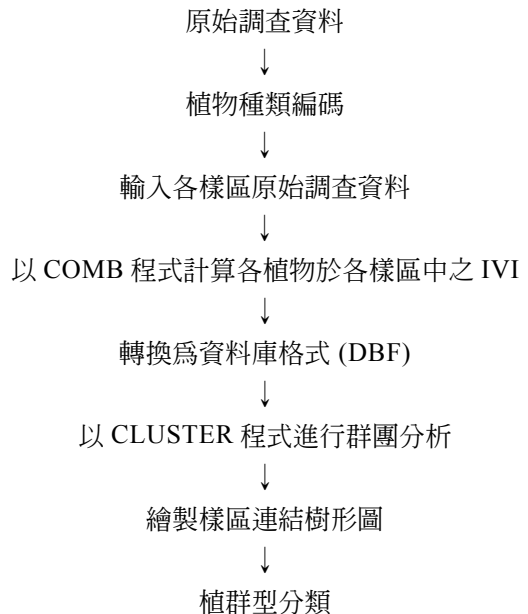 原始調查資料
↓
植物種類編碼
↓
輸入各樣區原始調查資料
↓
以 COMB 程式計算各植物於各樣區中之 IVI
↓
轉換爲資料庫格式 (DBF)
↓
以 CLUSTER 程式進行群團分析
↓
繪製樣區連結樹形圖
↓
植群型分類